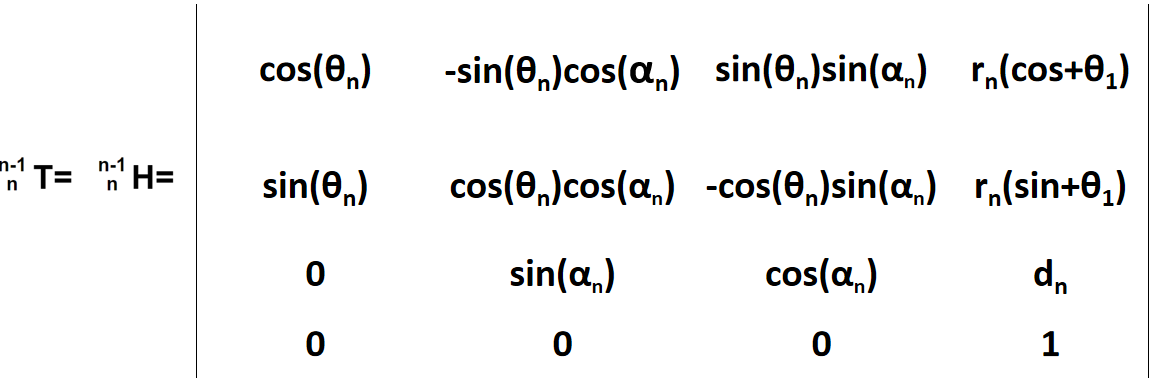 cos(θn) -sin(θn)cos(αn) sin(θn)sin(αn) rn(cos+θ1)
n-1 n T= n-1 n H= sin(θn) cos(θn)cos(αn) -cos(θn)sin(αn) rn(sin+θ1)
0 sin(αn) cos(αn) dn
0 0 0 1